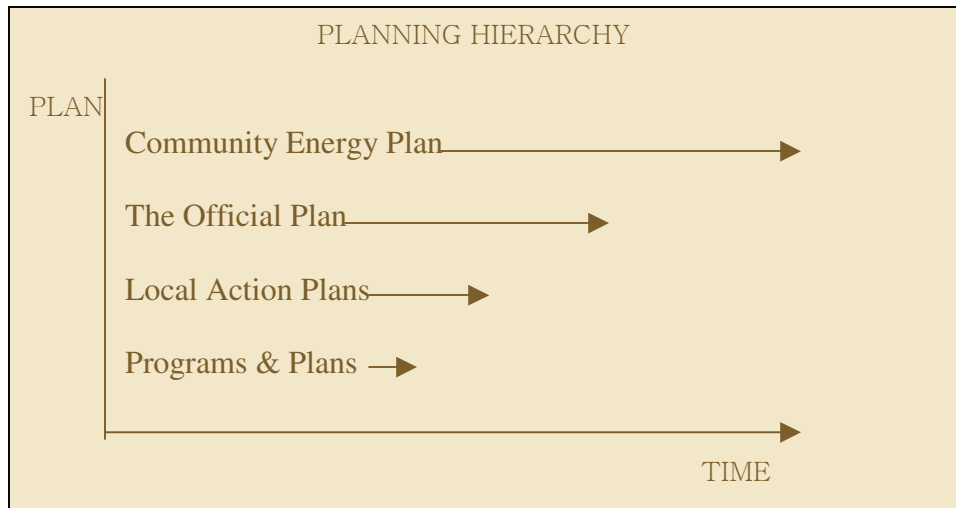 PLANNING HIERARCHY
PLAN
Community Energy Plan
The Official Plan
Local Action Plans
Programs & Plans
TIME